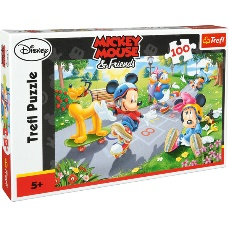 Disney
MICKEY
MOUSE
& Friends
100
Trefl
Trefl Puzzle
5+